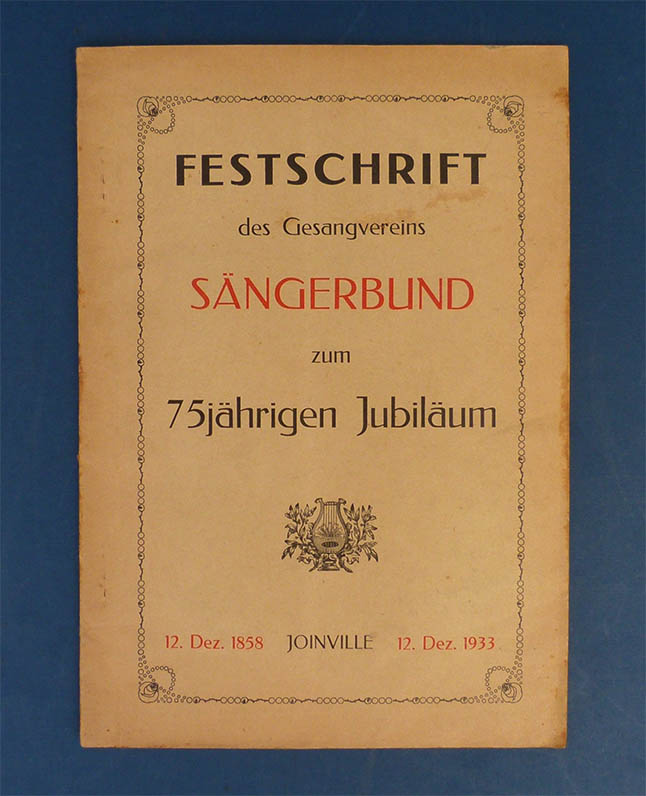 FESTSCHRIFT
des Gesangvereins
SÄNGERBUND
zum
75jährigen Jubiläum
12. Dez. 1858 JOINVILLE 12. Dez. 1933